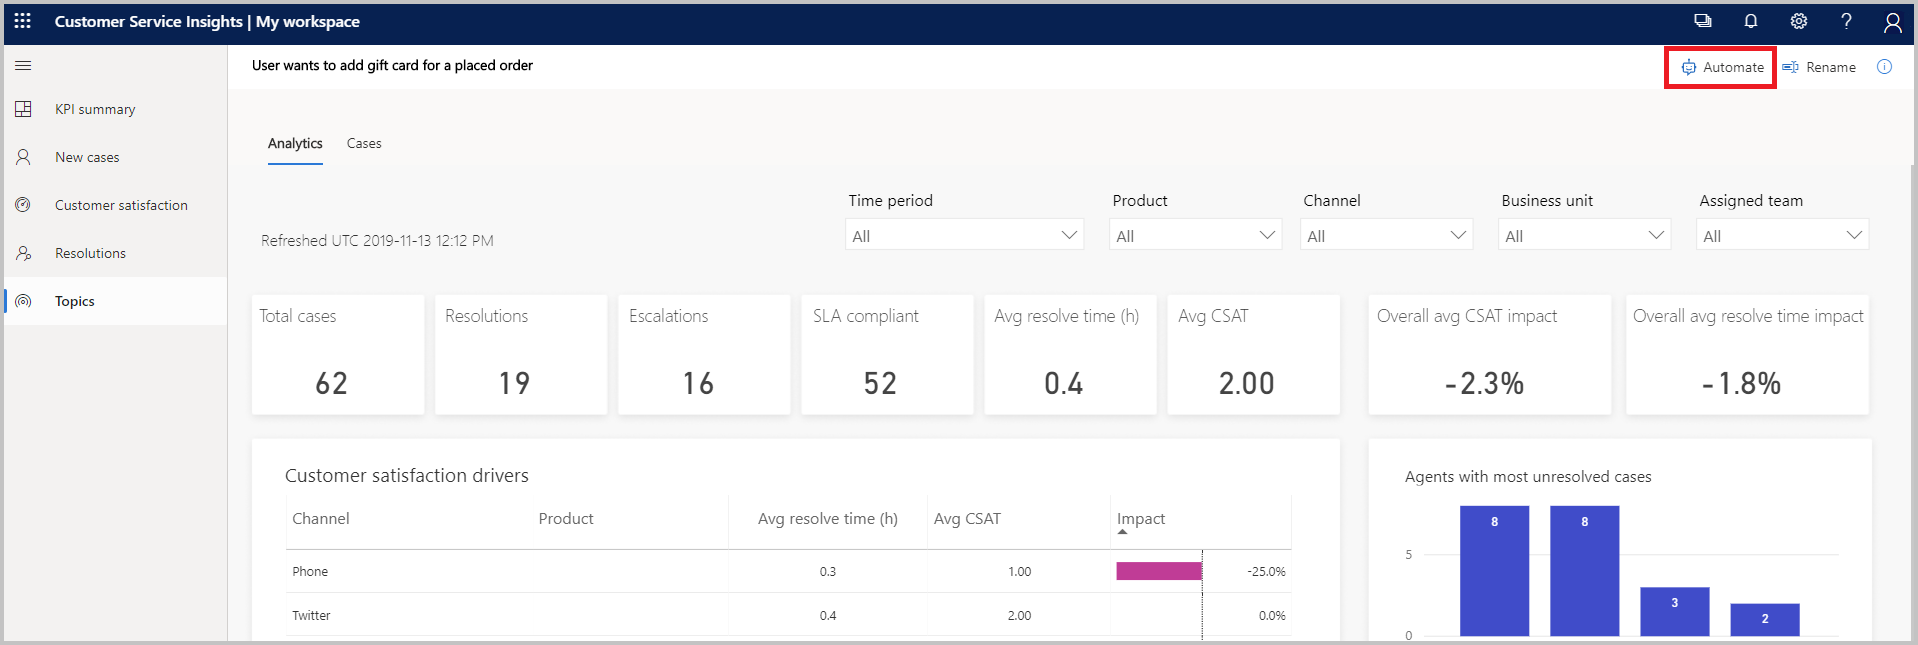 Customer Service Insights | My workspace
?
User wants to add gift card for a placed order
Automate
Rename
KPI summary
New cases
Customer satisfaction
Resolutions
Topics
Analytics
Cases
Refreshed UTC 2019-11-13 12:12 PM
Time period
All
Product
All
Channel
All
Business unit
All
Assigned team
All
Total cases
62
Resolutions
19
Escalations
16
SLA compliant
52
Avg resolve time (h)
0.4
Avg CSAT
2.00
Overall avg CSAT impact
-2.3%
Overall avg resolve time impact
-1.8%
Customer satisfaction drivers
Channel Product Avg resolve time (h) Avg CSAT Impact
Phone 0.3 1.00 -25.0%
Twitter 0.4 2.00 0.0%
Agents with most unresolved cases
5
0
8
8
3
2